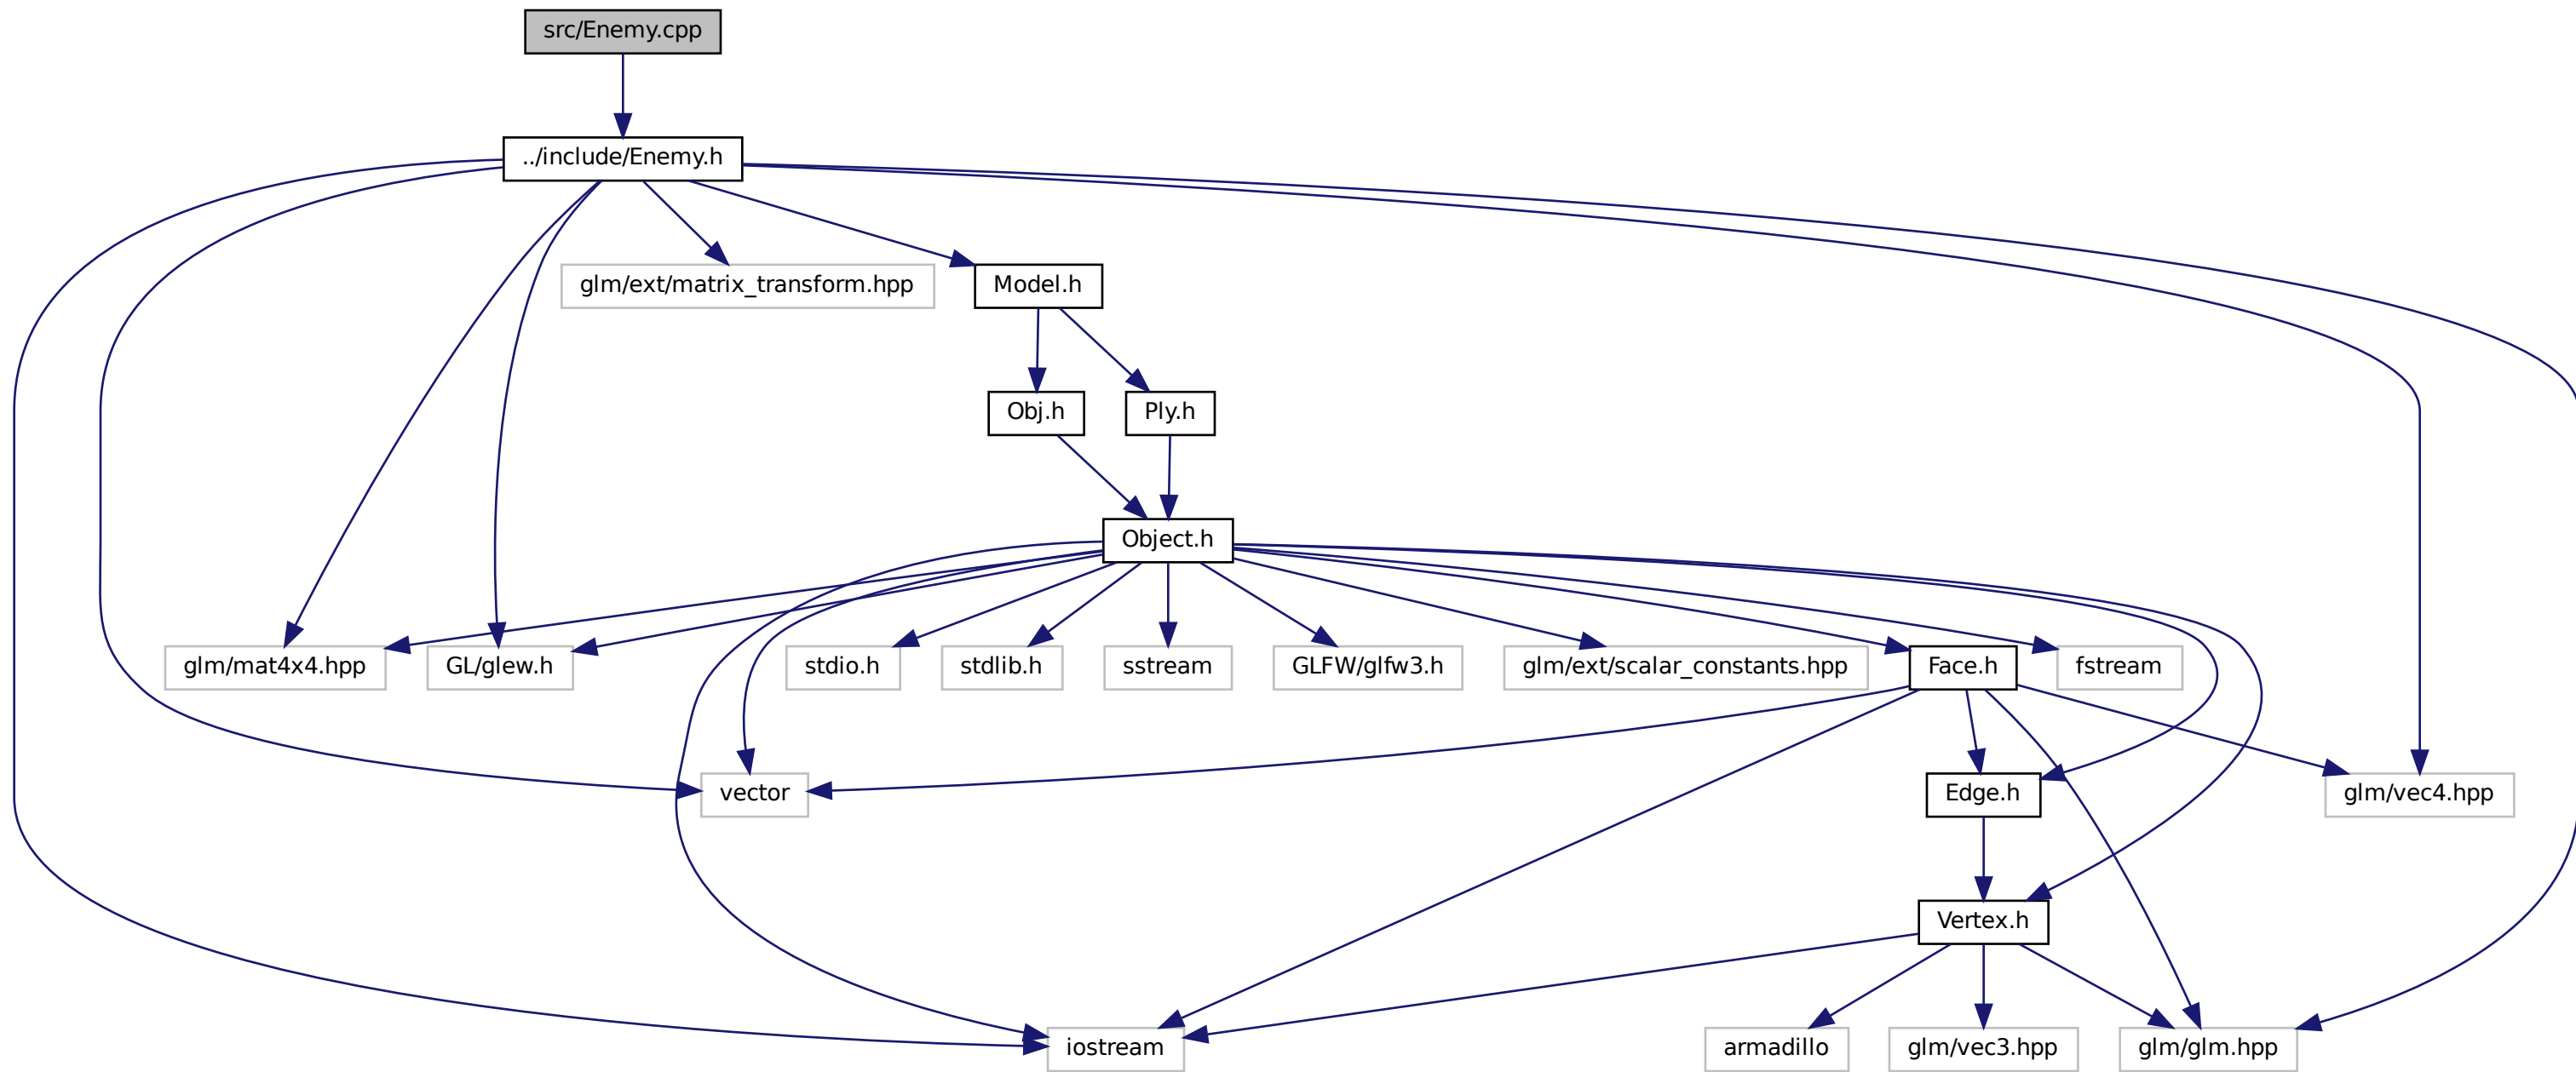 src/Enemy.cpp
../include/Enemy.h
glm/ext/matrix_transform.hpp
Model.h
Obj.h
Ply.h
Object.h
glm/mat4x4.hpp
GL/glew.h
stdio.h
stdlib.h
sstream
GLFW/glfw3.h
glm/ext/scalar_constants.hpp
Face.h
fstream
vector
Edge.h
glm/vec4.hpp
Vertex.h
iostream
armadillo
glm/vec3.hpp
glm/glm.hpp